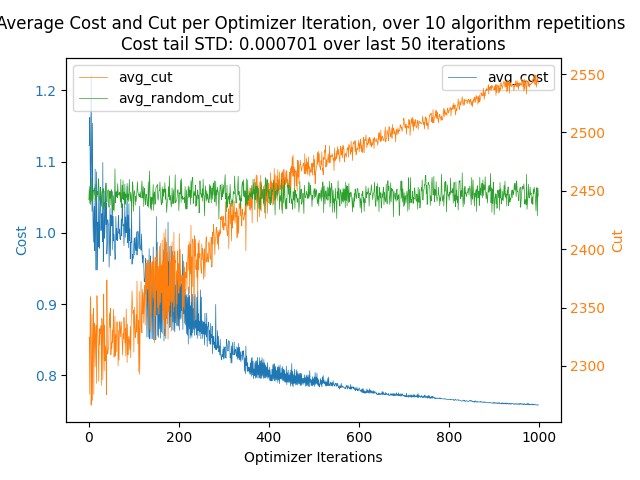 Average Cost and Cut per Optimizer Iteration, over 10 algorithm repetitions
Cost tail STD: 0.000701 over last 50 iterations
avg_cut
avg_random_cut
avg_cost
1.2
1.1
1.0
0.9
0.8
Cost
2550
2500
2450
2400
2350
2300
Cut
0
200
400
600
800
1000
Optimizer Iterations